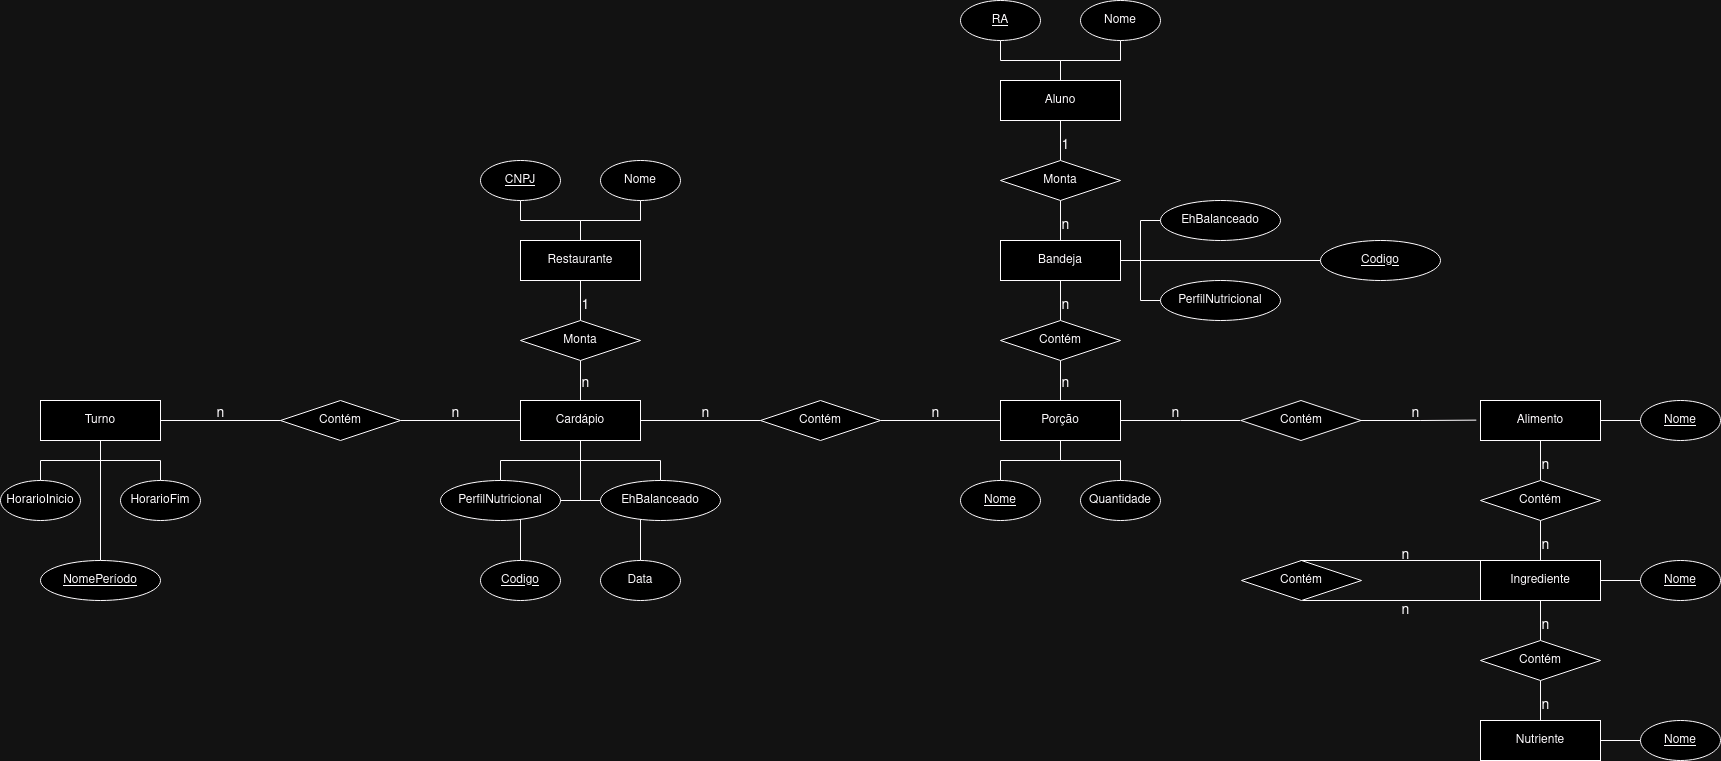 RA
Nome
Aluno
1
Monta
CNPJ
Nome
n
EhBalanceado
Restaurante
Bandeja
Codigo
1
n
PerfilNutricional
Monta
Contém
n
n
Turno
n
Contém
n
Cardápio
n
Contém
n
Porção
n
Contém
n
Alimento
Nome
n
HorarioInicio
HorarioFim
PerfilNutricional
EhBalanceado
Nome
Quantidade
Contém
n
n
NomePeríodo
Codigo
Data
Contém
Ingrediente
Nome
n
n
Contém
n
Nutriente
Nome